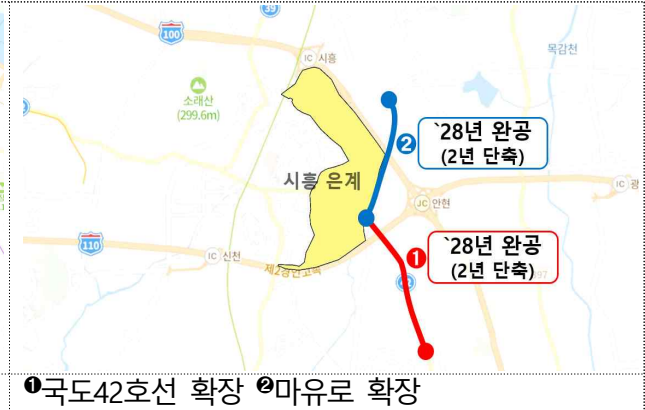 39
100
IC 시흥
목감천
소래산
(299.6m)
❷
`28년 완공
(2년 단축)
시흥 은계
IC 광
JC 안현
110
IC 신천
❶
`28년 완공
(2년 단축)
제2경인고속
❶국도42호선 확장 ❷마유로 확장